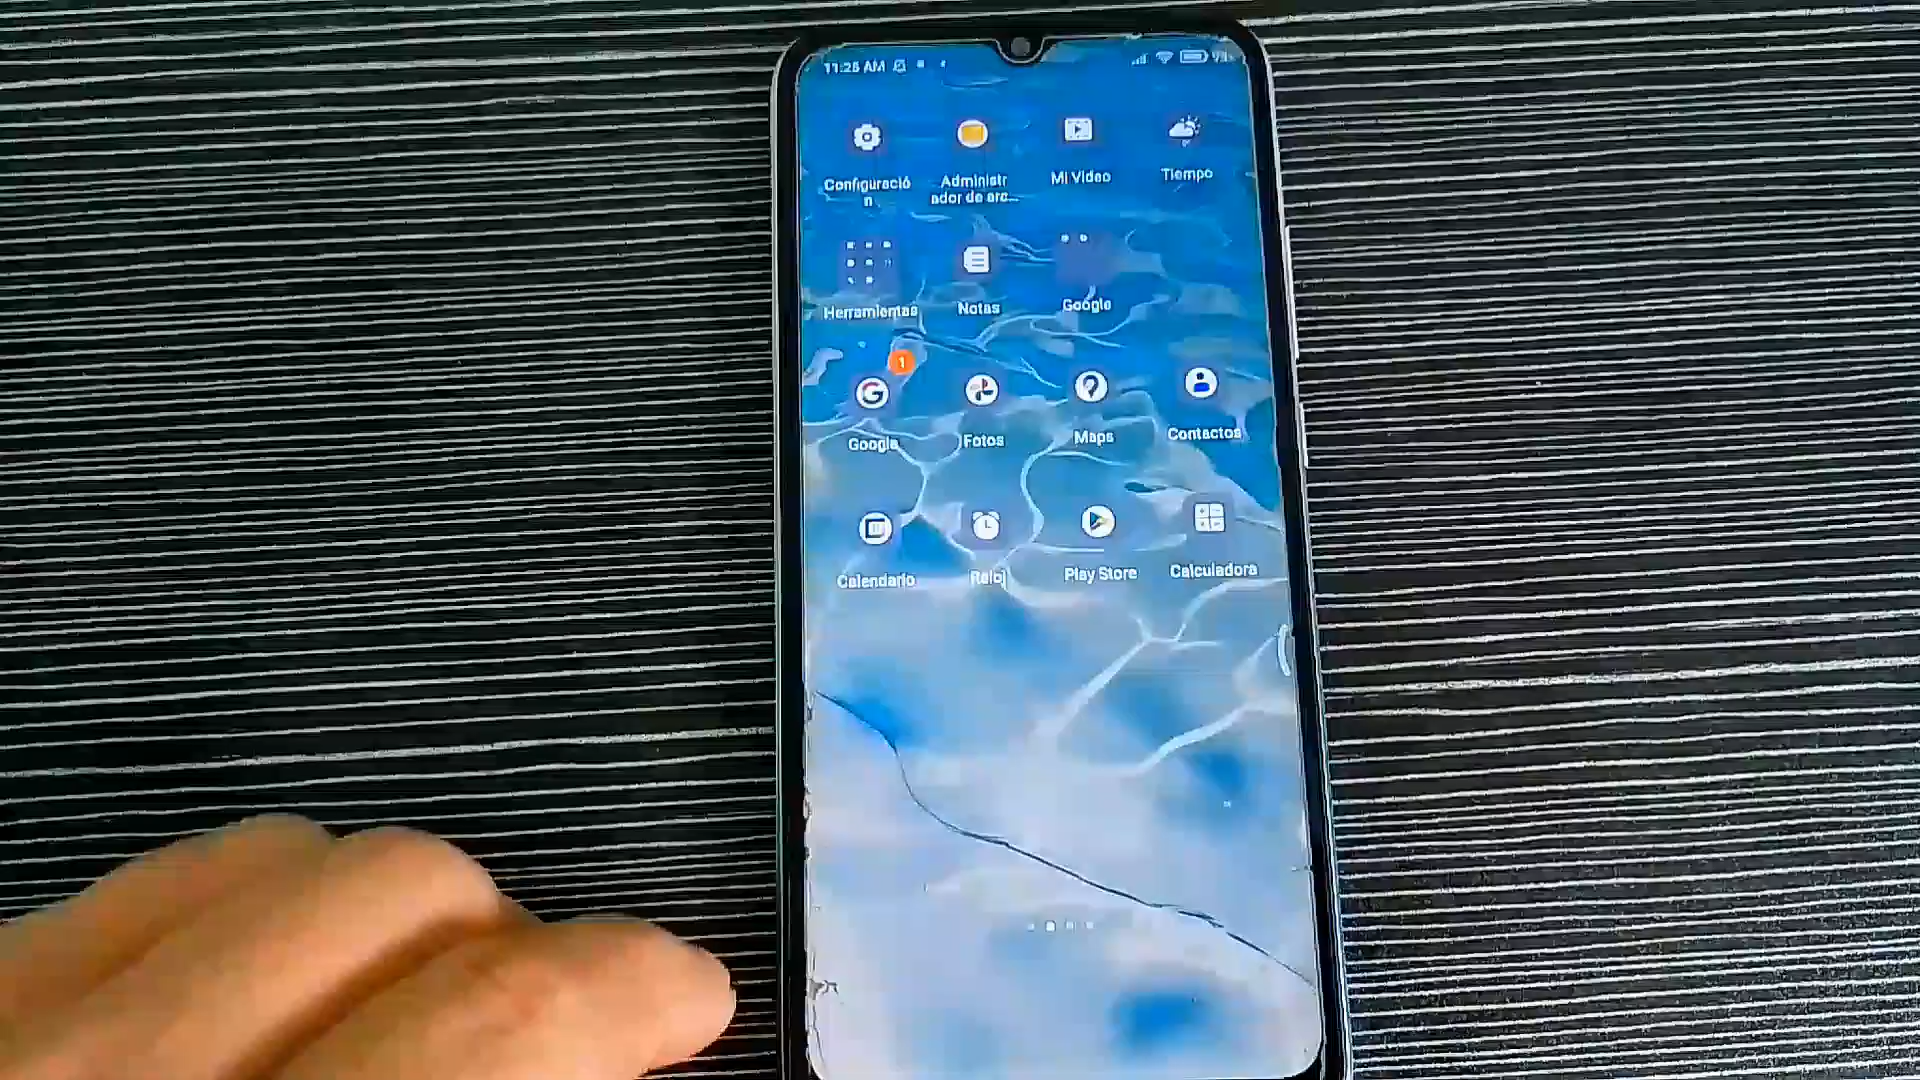 11:25 AM
Configuració
n
Administr
ador de arc...
Mi Video
Tiempo
Herramientas
Notas
Google
1
Google
Fotos
Maps
Contactos
Calendario
Reloj
Play Store
Calculadora